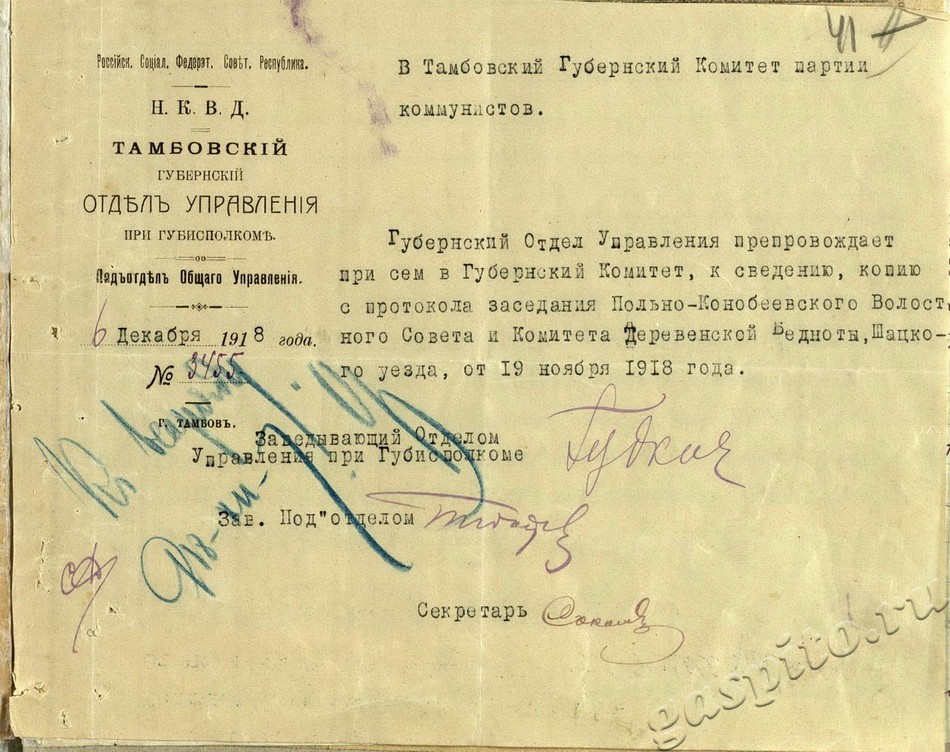 41
Россійск. Соціал. Федерат. Совѣт. Республика.
Н. К. В. Д.
ТАМБОВСКІЙ
ГУБЕРНСКІЙ
ОТДѢЛЪ УПРАВЛЕНІЯ
ПРИ ГУБИСПОЛКОМѢ.
Подъотдѣл Общаго Управленія.
6 Декабря 1918 года.
№ 3455
Г. ТАМБОВЪ.
В Тамбовский Губернский Комитет партии
коммунистов.
Губернский Отдел Управления препровождает
при сем в Губернский Комитет, к сведению, копию
с протокола заседания Польно-Конобеевского Волост
ного Совета и Комитета Деревенской Бедноты, Шацко-
го уезда, от 19 ноября 1918 года.
Заведывающий Отделом
Управления при Губисполкоме
Зав. Под"отделом
Секретарь
gaspito.ru